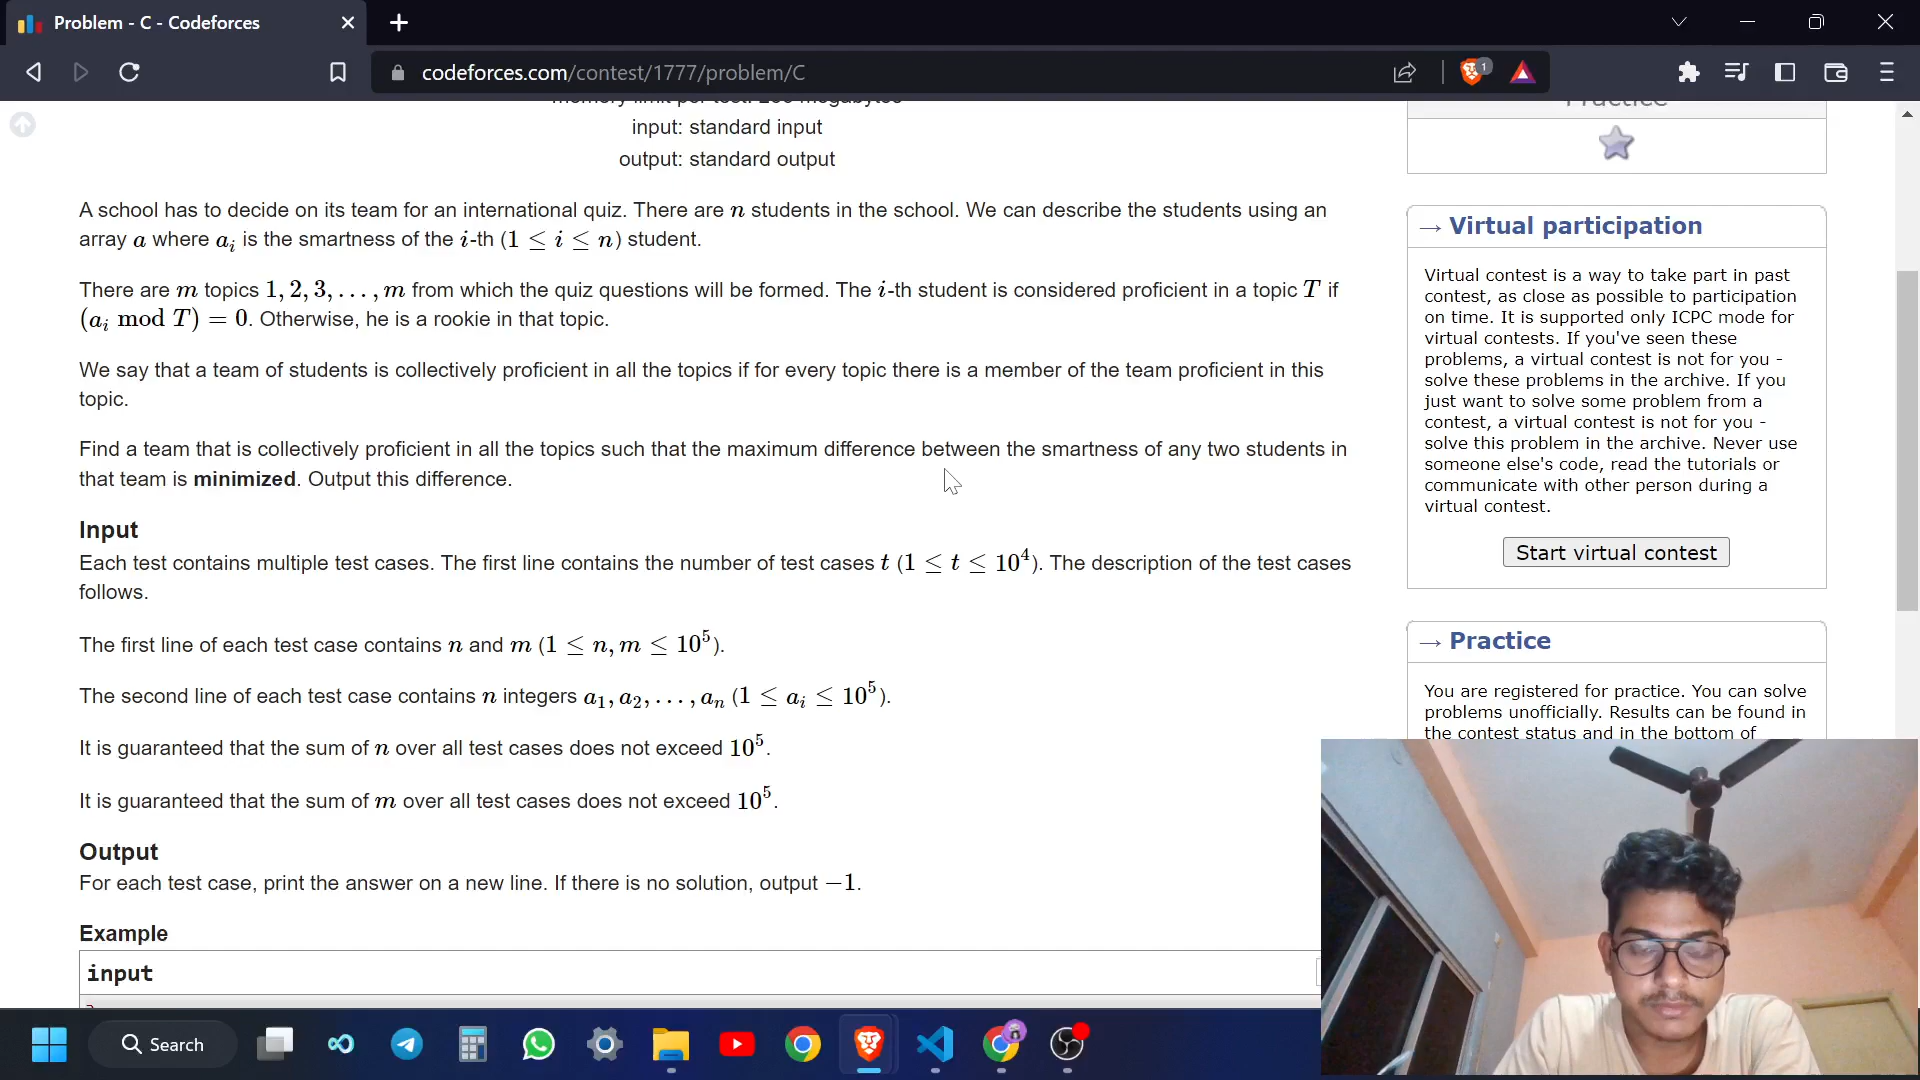 Problem - C - Codeforces
codeforces.com/contest/1777/problem/C
1
input: standard input
output: standard output
A school has to decide on its team for an international quiz. There are n students in the school. We can describe the students using an
array a where a_i is the smartness of the i-th (1 ≤ i ≤ n) student.
There are m topics 1, 2, 3, . . . , m from which the quiz questions will be formed. The i-th student is considered proficient in a topic T if
(a_i mod T) = 0. Otherwise, he is a rookie in that topic.
We say that a team of students is collectively proficient in all the topics if for every topic there is a member of the team proficient in this
topic.
Find a team that is collectively proficient in all the topics such that the maximum difference between the smartness of any two students in
that team is minimized. Output this difference.
Input
Each test contains multiple test cases. The first line contains the number of test cases t (1 ≤ t ≤ 10^4). The description of the test cases
follows.
The first line of each test case contains n and m (1 ≤ n, m ≤ 10^5).
The second line of each test case contains n integers a_1, a_2, . . . , a_n (1 ≤ a_i ≤ 10^5).
It is guaranteed that the sum of n over all test cases does not exceed 10^5.
It is guaranteed that the sum of m over all test cases does not exceed 10^5.
Output
For each test case, print the answer on a new line. If there is no solution, output −1.
Example
input
→ Virtual participation
Virtual contest is a way to take part in past
contest, as close as possible to participation
on time. It is supported only ICPC mode for
virtual contests. If you've seen these
problems, a virtual contest is not for you -
solve these problems in the archive. If you
just want to solve some problem from a
contest, a virtual contest is not for you -
solve this problem in the archive. Never use
someone else's code, read the tutorials or
communicate with other person during a
virtual contest.
Start virtual contest
→ Practice
You are registered for practice. You can solve
problems unofficially. Results can be found in
the contest status and in the bottom of
Search